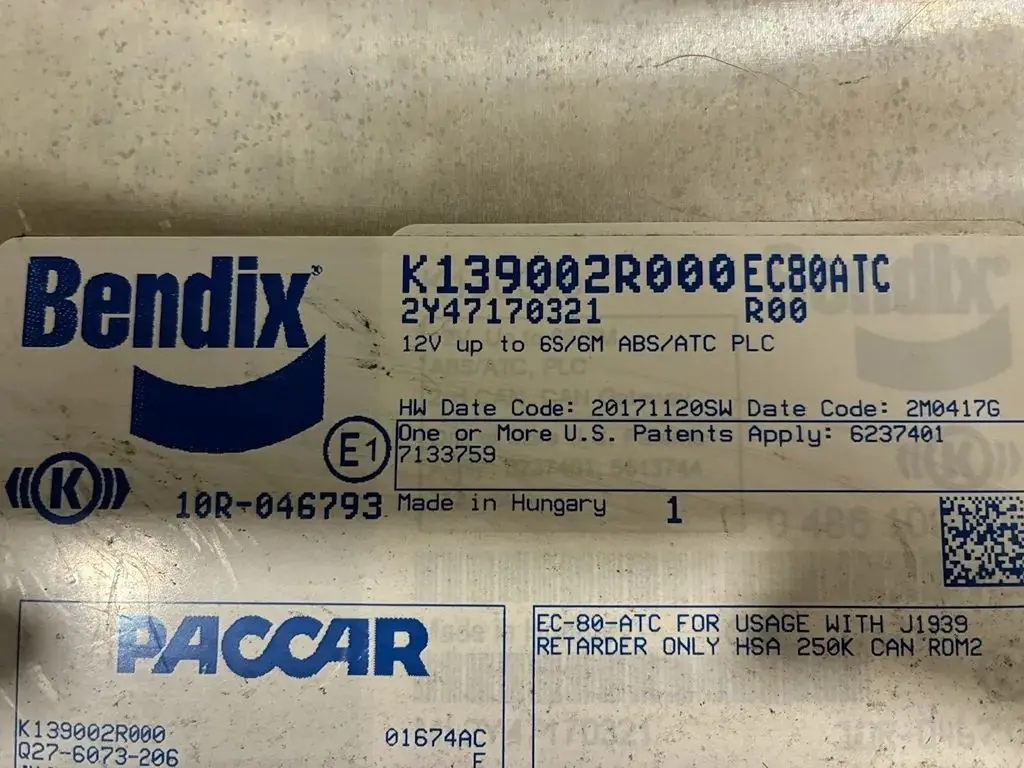 Bendix
K139002R000 EC80ATC
2Y47170321 R00
12V up to 6S/6M ABS/ATC PLC
HW Date Code: 20171120SW Date Code: 2M0417G
One or More U.S. Patents Apply: 6237401
7133759
E1
K
10R-046793
Made in Hungary 1
PACCAR
EC-80-ATC FOR USAGE WITH J1939
RETARDER ONLY HSA 250K CAN ROM2
K139002R000 01674AC
Q27-6073-206